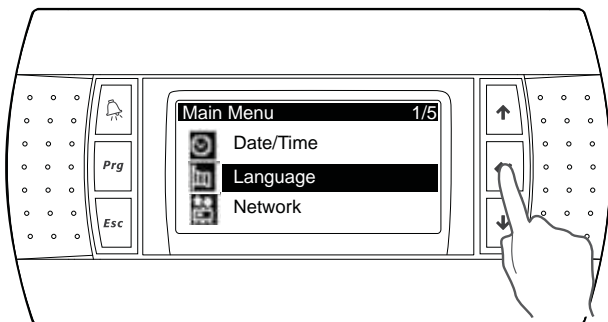 Main Menu 1/5
Date/Time
Language
Network
Prg
Esc